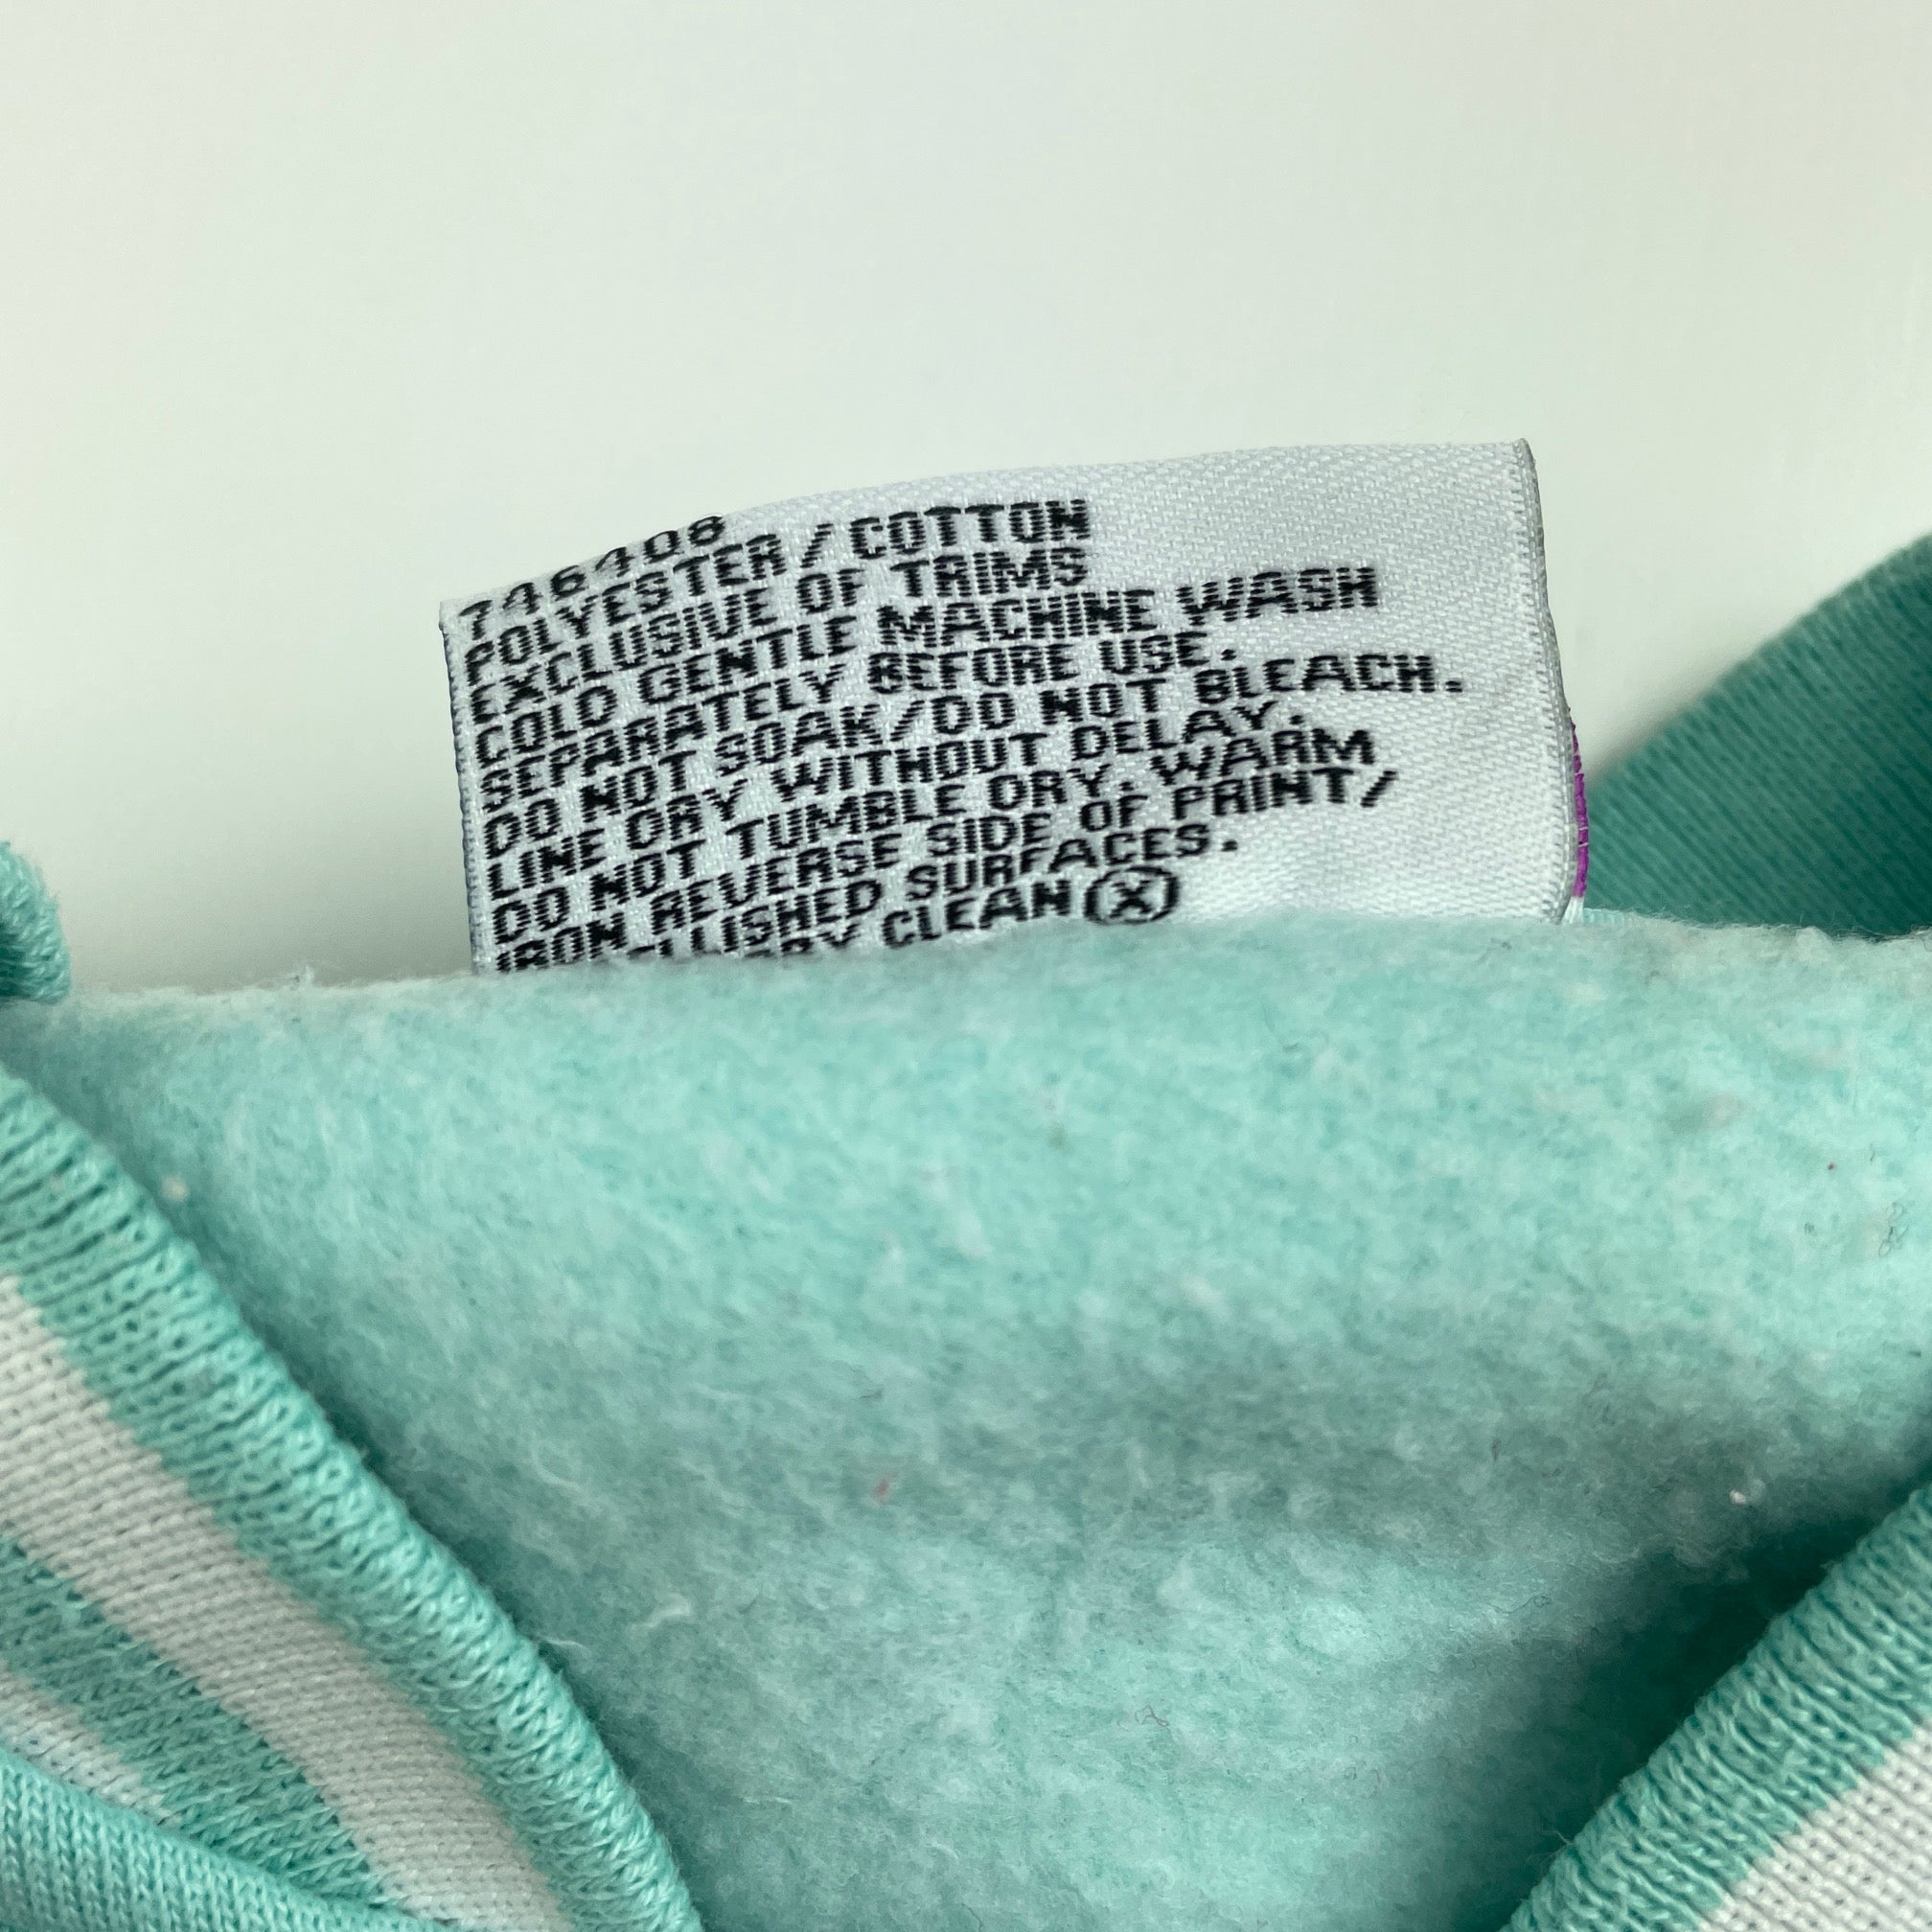 746408
POLYESTER/COTTON
EXCLUSIVE OF TRIMS
COLD GENTLE MACHINE WASH
SEPARATELY BEFORE USE.
DO NOT SOAK/DO NOT BLEACH.
LINE DRY WITHOUT DELAY.
DO NOT TUMBLE DRY. WARM
IRON REVERSE SIDE OF PRINT/
SURFACES.
CLEAN X